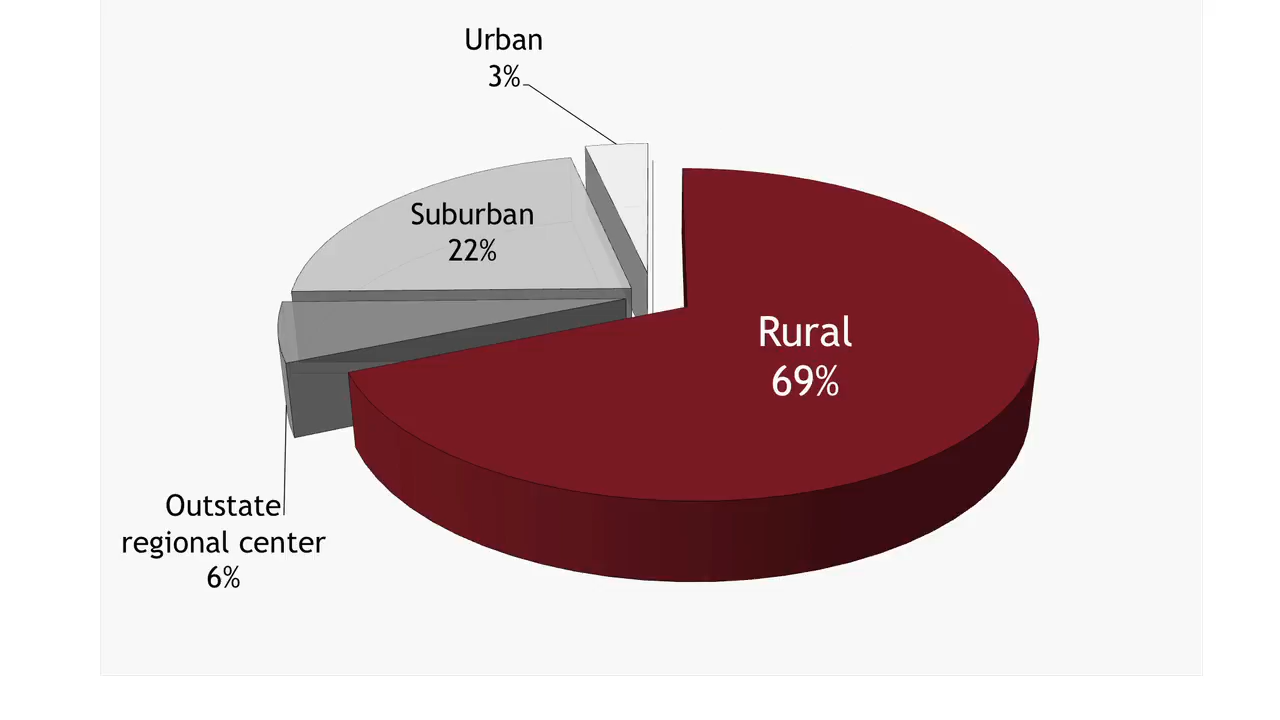 Urban
3%
Suburban
22%
Rural
69%
Outstate
regional center
6%